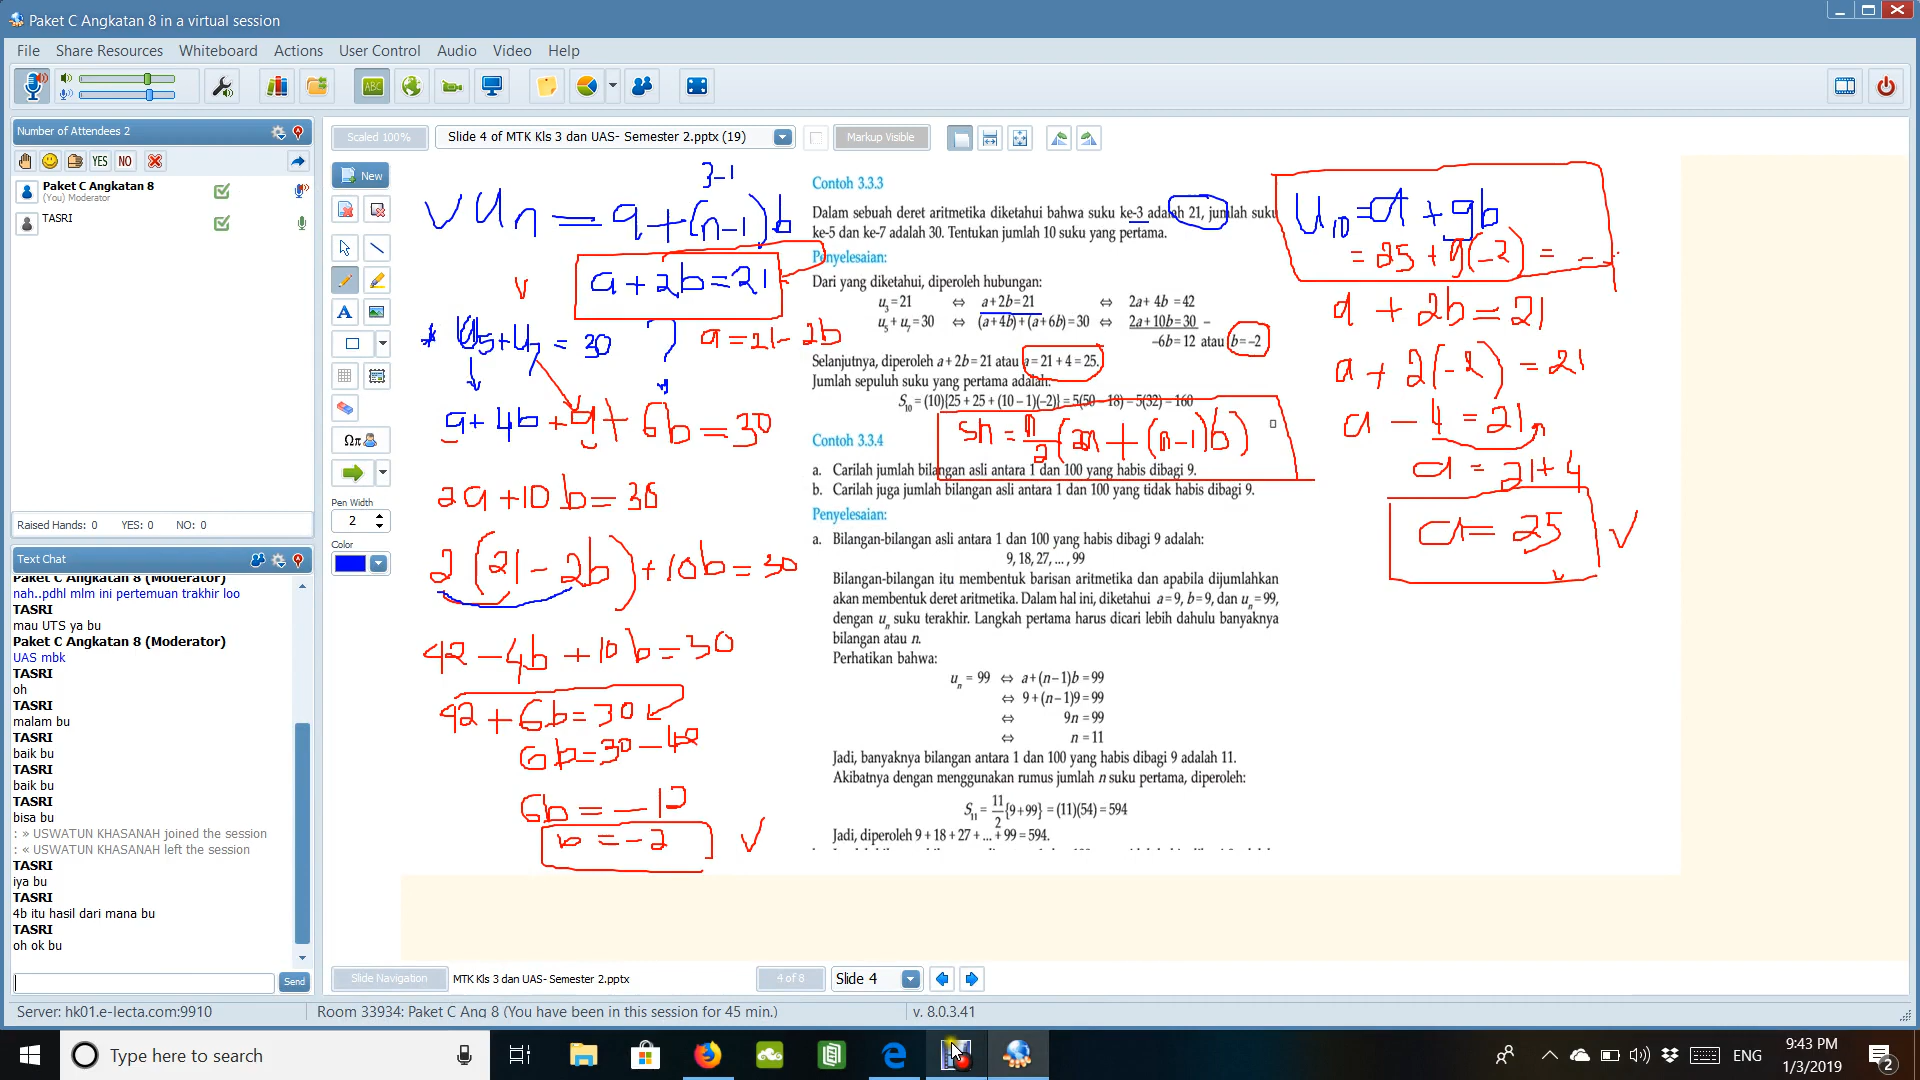 Paket C Angkatan 8 in a virtual session
File Share Resources Whiteboard Actions User Control Audio Video Help
ABC
Number of Attendees 2
YES NO
Paket C Angkatan 8
(You) Moderator
TASRI
Raised Hands: 0 YES: 0 NO: 0
Text Chat
Paket C Angkatan 8 (Moderator)
nah..pdhl mlm ini pertemuan trakhir loo
TASRI
mau UTS ya bu
Paket C Angkatan 8 (Moderator)
UAS mbk
TASRI
oh
TASRI
malam bu
TASRI
baik bu
TASRI
baik bu
TASRI
bisa bu
: » USWATUN KHASANAH joined the session
: « USWATUN KHASANAH left the session
TASRI
iya bu
TASRI
4b itu hasil dari mana bu
TASRI
oh ok bu
Send
Scaled 100% Slide 4 of MTK Kls 3 dan UAS- Semester 2.pptx (19) Markup Visible
New
A
Ωπ
Pen Width
2
Color
3-1
V Un = a + (n-1) b
a + 2b = 21
V
* U5 + U7 = 30
a = 21 - 2b
a + 4b + a + 6b = 30
2a + 10b = 30
2 (21 - 2b) + 10b = 30
42 - 4b + 10b = 30
42 + 6b = 30
6b = 30 - 42
6b = -12
b = -2 V
Contoh 3.3.3
Dalam sebuah deret aritmetika diketahui bahwa suku ke-3 adalah 21, jumlah suku
ke-5 dan ke-7 adalah 30. Tentukan jumlah 10 suku yang pertama.
Penyelesaian:
Dari yang diketahui, diperoleh hubungan:
u3 = 21 ⇔ a + 2b = 21 ⇔ 2a + 4b = 42
u5 + u7 = 30 ⇔ (a + 4b) + (a + 6b) = 30 ⇔ 2a + 10b = 30 –
–6b = 12 atau b = –2
Selanjutnya, diperoleh a + 2b = 21 atau a = 21 + 4 = 25.
Jumlah sepuluh suku yang pertama adalah:
S10 = (10){25 + 25 + (10 – 1)(–2)} = 5(50 – 18) = 5(32) = 160
Sn = n/2 (2a + (n-1) b)
Contoh 3.3.4
a. Carilah jumlah bilangan asli antara 1 dan 100 yang habis dibagi 9.
b. Carilah juga jumlah bilangan asli antara 1 dan 100 yang tidak habis dibagi 9.
Penyelesaian:
a. Bilangan-bilangan asli antara 1 dan 100 yang habis dibagi 9 adalah:
9, 18, 27, ... , 99
Bilangan-bilangan itu membentuk barisan aritmetika dan apabila dijumlahkan
akan membentuk deret aritmetika. Dalam hal ini, diketahui a = 9, b = 9, dan un = 99,
dengan un suku terakhir. Langkah pertama harus dicari lebih dahulu banyaknya
bilangan atau n.
Perhatikan bahwa:
un = 99 ⇔ a + (n – 1)b = 99
⇔ 9 + (n – 1)9 = 99
⇔ 9n = 99
⇔ n = 11
Jadi, banyaknya bilangan antara 1 dan 100 yang habis dibagi 9 adalah 11.
Akibatnya dengan menggunakan rumus jumlah n suku pertama, diperoleh:
S11 = 11/2 {9 + 99} = (11)(54) = 594
Jadi, diperoleh 9 + 18 + 27 + ... + 99 = 594.
U10 = a + 9b
= 25 + 9(-2) = ---
a + 2b = 21
a + 2(-2) = 21
a - 4 = 21
a = 21 + 4
a = 25 V
Slide Navigation MTK Kls 3 dan UAS- Semester 2.pptx 4 of 8 Slide 4
Server: hk01.e-lecta.com:9910 Room 33934: Paket C Ang 8 (You have been in this session for 45 min.) v. 8.0.3.41
Type here to search
ENG
9:43 PM
1/3/2019
2